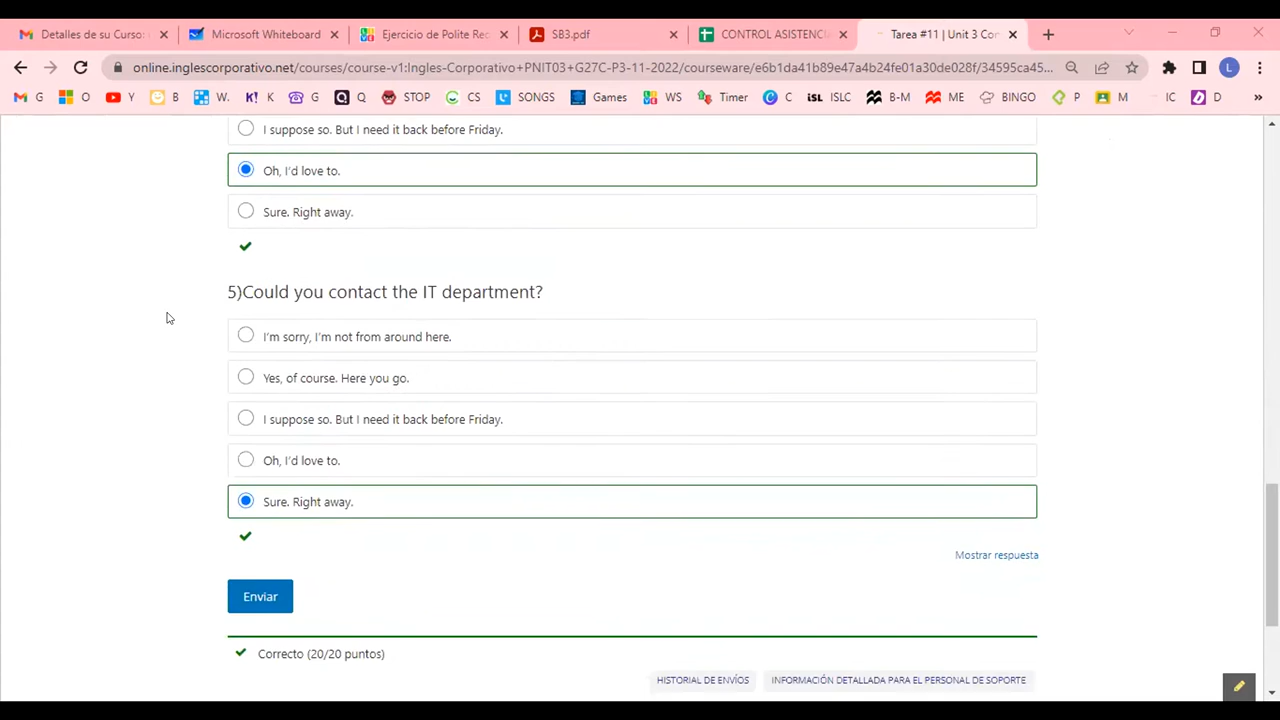 Detalles de su Curso:
Microsoft Whiteboard
Ejercicio de Polite Rec
SB3.pdf
CONTROL ASISTENCI
Tarea #11 | Unit 3 Con
online.inglescorporativo.net/courses/course-v1:Ingles-Corporativo+PNIT03+G27C-P3-11-2022/courseware/e6b1da41b89e47a4b24fe01a30de028f/34595ca45...
L
G O Y B W. K G Q STOP CS SONGS Games WS Timer C ISLC B-M ME BINGO P M IC D »
I suppose so. But I need it back before Friday.
Oh, I'd love to.
Sure. Right away.
5)Could you contact the IT department?
I'm sorry, I'm not from around here.
Yes, of course. Here you go.
I suppose so. But I need it back before Friday.
Oh, I'd love to.
Sure. Right away.
Mostrar respuesta
Enviar
Correcto (20/20 puntos)
HISTORIAL DE ENVÍOS
INFORMACIÓN DETALLADA PARA EL PERSONAL DE SOPORTE